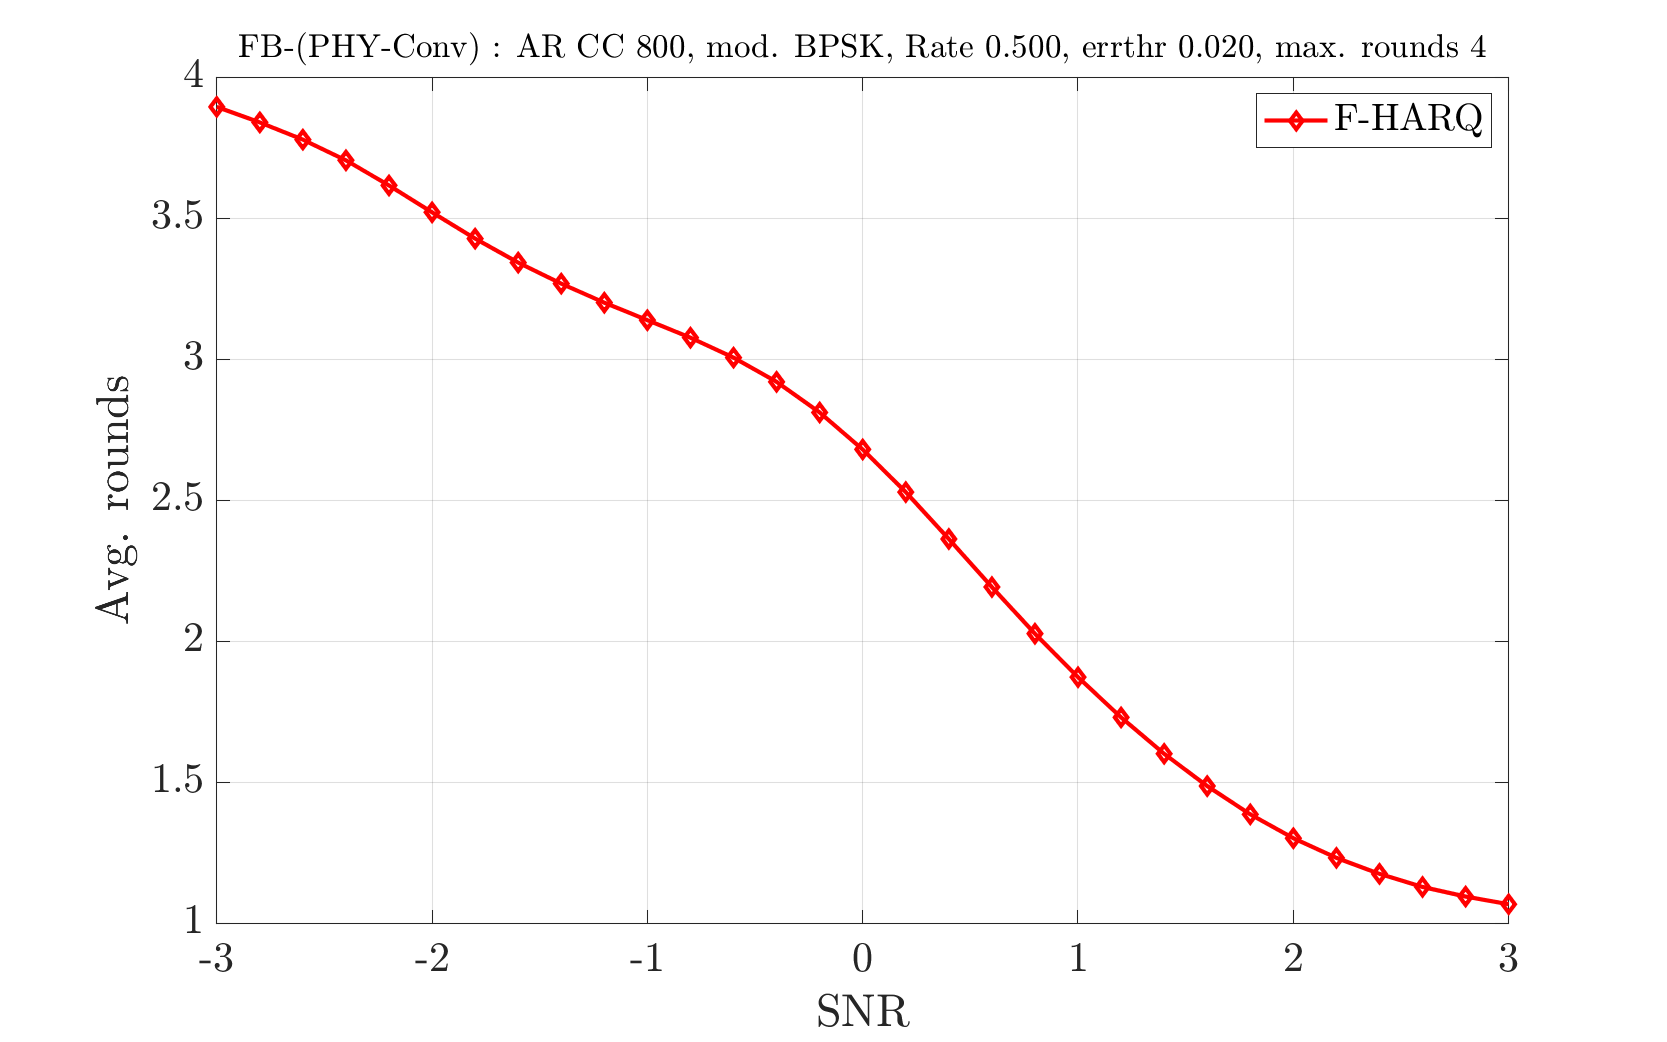 FB-(PHY-Conv) : AR CC 800, mod. BPSK, Rate 0.500, errthr 0.020, max. rounds 4
F-HARQ
4
3.5
3
2.5
2
1.5
1
Avg. rounds
-3 -2 -1 0 1 2 3
SNR